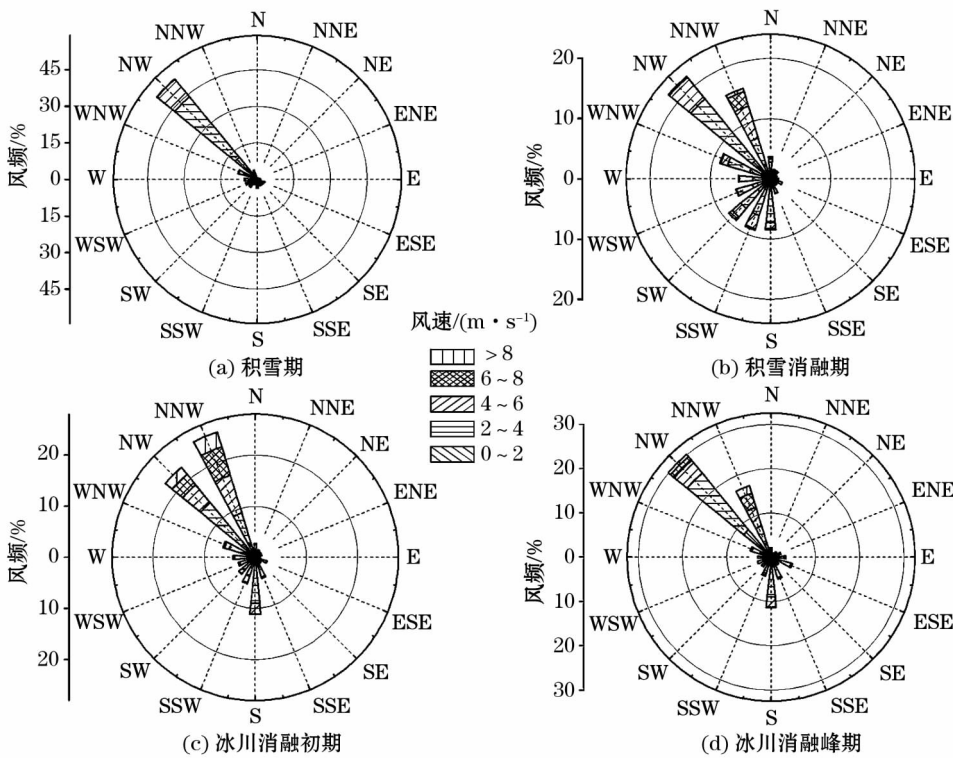 N
NNW NNE
NW NE
WNW ENE
W E
WSW ESE
SW SE
SSW SSE
S
风频/%
45
30
15
0
15
30
45
(a) 积雪期
N
NNW NNE
NW NE
WNW ENE
W E
WSW ESE
SW SE
SSW SSE
S
风频/%
20
10
0
10
20
(b) 积雪消融期
风速/(m·s⁻¹)
>8
6~8
4~6
2~4
0~2
N
NNW NNE
NW NE
WNW ENE
W E
WSW ESE
SW SE
SSW SSE
S
风频/%
20
10
0
10
20
(c) 冰川消融初期
N
NNW NNE
NW NE
WNW ENE
W E
WSW ESE
SW SE
SSW SSE
S
风频/%
30
20
10
0
10
20
30
(d) 冰川消融峰期